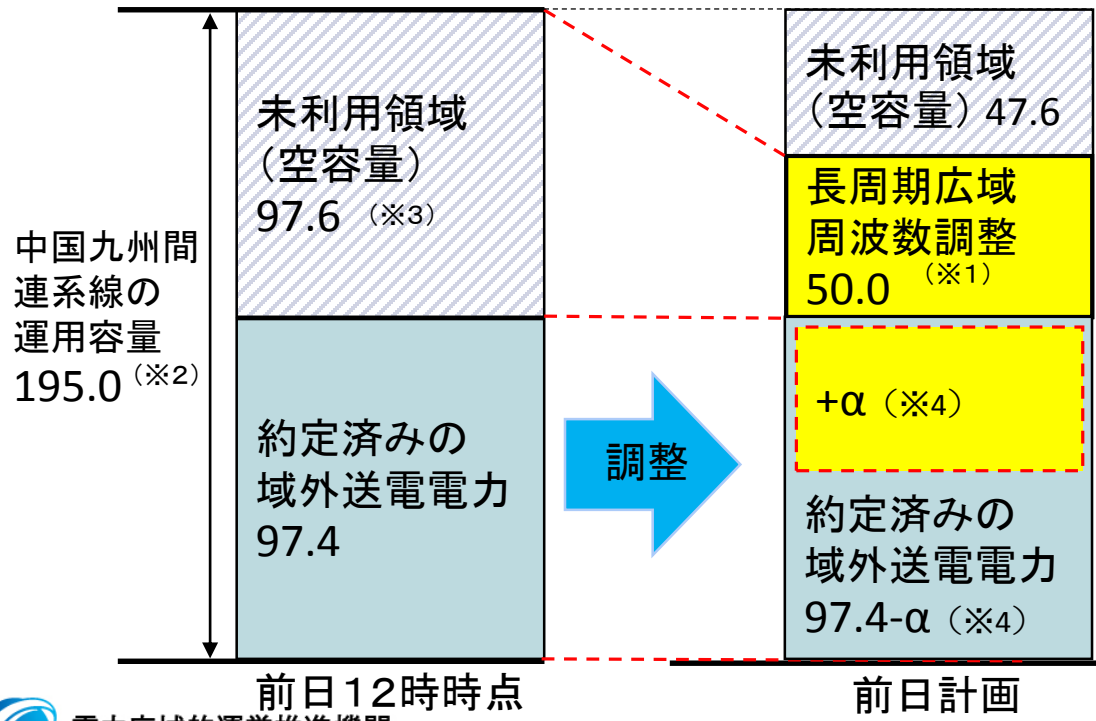 中国九州間
連系線の
運用容量
195.0(※2)
未利用領域
(空容量)
97.6 (※3)
約定済みの
域外送電電力
97.4
前日12時時点
調整
未利用領域
(空容量) 47.6
長周期広域
周波数調整
50.0 (※1)
+α (※4)
約定済みの
域外送電電力
97.4-α (※4)
前日計画